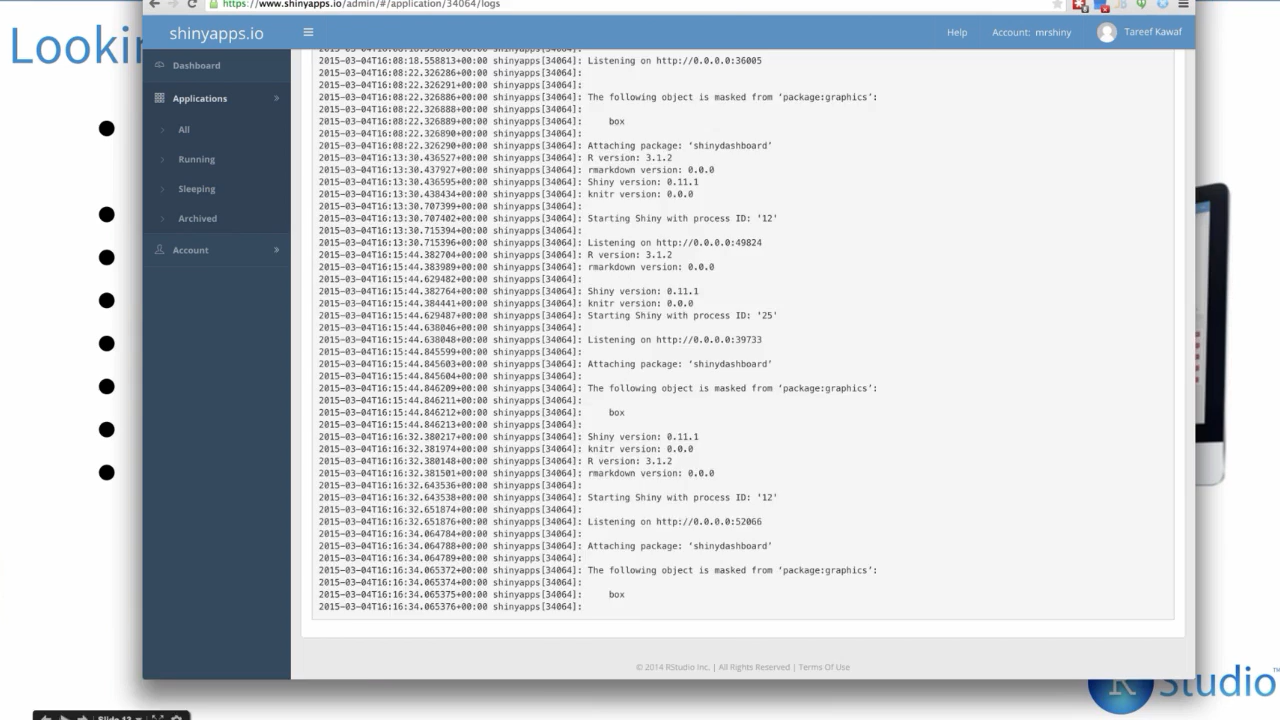 https://www.shinyapps.io/admin/#/application/34064/logs
Lookin
shinyapps.io
Help
Account: mrshiny
Tareef Kawaf
Dashboard
Applications
All
Running
Sleeping
Archived
Account
2015-03-04T16:08:18.558813+00:00 shinyapps[34064]: Listening on http://0.0.0.0:36005
2015-03-04T16:08:22.326286+00:00 shinyapps[34064]:
2015-03-04T16:08:22.326291+00:00 shinyapps[34064]:
2015-03-04T16:08:22.326886+00:00 shinyapps[34064]: The following object is masked from ‘package:graphics’:
2015-03-04T16:08:22.326888+00:00 shinyapps[34064]:
2015-03-04T16:08:22.326889+00:00 shinyapps[34064]: box
2015-03-04T16:08:22.326890+00:00 shinyapps[34064]:
2015-03-04T16:08:22.326290+00:00 shinyapps[34064]: Attaching package: ‘shinydashboard’
2015-03-04T16:13:30.436527+00:00 shinyapps[34064]: R version: 3.1.2
2015-03-04T16:13:30.437927+00:00 shinyapps[34064]: rmarkdown version: 0.0.0
2015-03-04T16:13:30.436595+00:00 shinyapps[34064]: Shiny version: 0.11.1
2015-03-04T16:13:30.438434+00:00 shinyapps[34064]: knitr version: 0.0.0
2015-03-04T16:13:30.707399+00:00 shinyapps[34064]:
2015-03-04T16:13:30.707402+00:00 shinyapps[34064]: Starting Shiny with process ID: '12'
2015-03-04T16:13:30.715394+00:00 shinyapps[34064]:
2015-03-04T16:13:30.715396+00:00 shinyapps[34064]: Listening on http://0.0.0.0:49824
2015-03-04T16:15:44.382704+00:00 shinyapps[34064]: R version: 3.1.2
2015-03-04T16:15:44.383989+00:00 shinyapps[34064]: rmarkdown version: 0.0.0
2015-03-04T16:15:44.629482+00:00 shinyapps[34064]:
2015-03-04T16:15:44.382764+00:00 shinyapps[34064]: Shiny version: 0.11.1
2015-03-04T16:15:44.384441+00:00 shinyapps[34064]: knitr version: 0.0.0
2015-03-04T16:15:44.629487+00:00 shinyapps[34064]: Starting Shiny with process ID: '25'
2015-03-04T16:15:44.638046+00:00 shinyapps[34064]:
2015-03-04T16:15:44.638048+00:00 shinyapps[34064]: Listening on http://0.0.0.0:39733
2015-03-04T16:15:44.845599+00:00 shinyapps[34064]:
2015-03-04T16:15:44.845603+00:00 shinyapps[34064]: Attaching package: ‘shinydashboard’
2015-03-04T16:15:44.845604+00:00 shinyapps[34064]:
2015-03-04T16:15:44.846209+00:00 shinyapps[34064]: The following object is masked from ‘package:graphics’:
2015-03-04T16:15:44.846211+00:00 shinyapps[34064]:
2015-03-04T16:15:44.846212+00:00 shinyapps[34064]: box
2015-03-04T16:15:44.846213+00:00 shinyapps[34064]:
2015-03-04T16:16:32.380217+00:00 shinyapps[34064]: Shiny version: 0.11.1
2015-03-04T16:16:32.381974+00:00 shinyapps[34064]: knitr version: 0.0.0
2015-03-04T16:16:32.380148+00:00 shinyapps[34064]: R version: 3.1.2
2015-03-04T16:16:32.381501+00:00 shinyapps[34064]: rmarkdown version: 0.0.0
2015-03-04T16:16:32.643536+00:00 shinyapps[34064]:
2015-03-04T16:16:32.643538+00:00 shinyapps[34064]: Starting Shiny with process ID: '12'
2015-03-04T16:16:32.651874+00:00 shinyapps[34064]:
2015-03-04T16:16:32.651876+00:00 shinyapps[34064]: Listening on http://0.0.0.0:52066
2015-03-04T16:16:34.064784+00:00 shinyapps[34064]:
2015-03-04T16:16:34.064788+00:00 shinyapps[34064]: Attaching package: ‘shinydashboard’
2015-03-04T16:16:34.064789+00:00 shinyapps[34064]:
2015-03-04T16:16:34.065372+00:00 shinyapps[34064]: The following object is masked from ‘package:graphics’:
2015-03-04T16:16:34.065374+00:00 shinyapps[34064]:
2015-03-04T16:16:34.065375+00:00 shinyapps[34064]: box
2015-03-04T16:16:34.065376+00:00 shinyapps[34064]:
© 2014 RStudio Inc. | All Rights Reserved | Terms Of Use
R Studio™
Slide 13